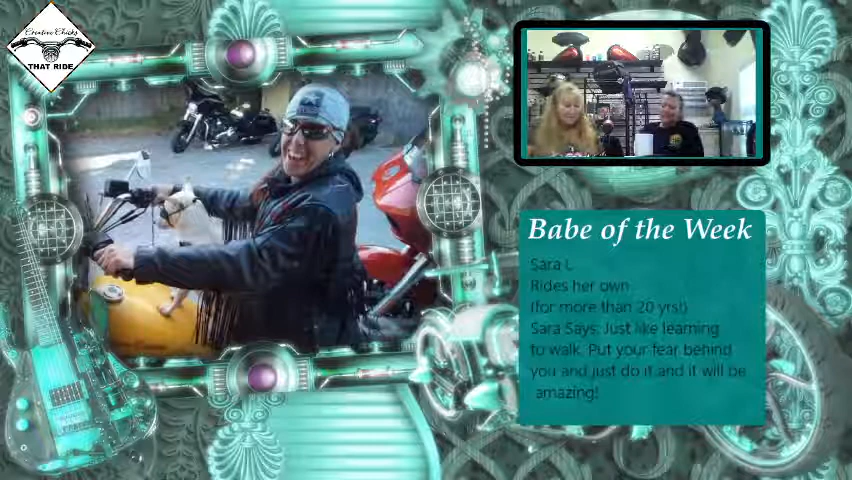 Creative Chicks
THAT RIDE
Babe of the Week
Sara L
Rides her own
(for more than 20 yrs!)
Sara Says: Just like learning
to walk. Put your fear behind
you and just do it and it will be
amazing!